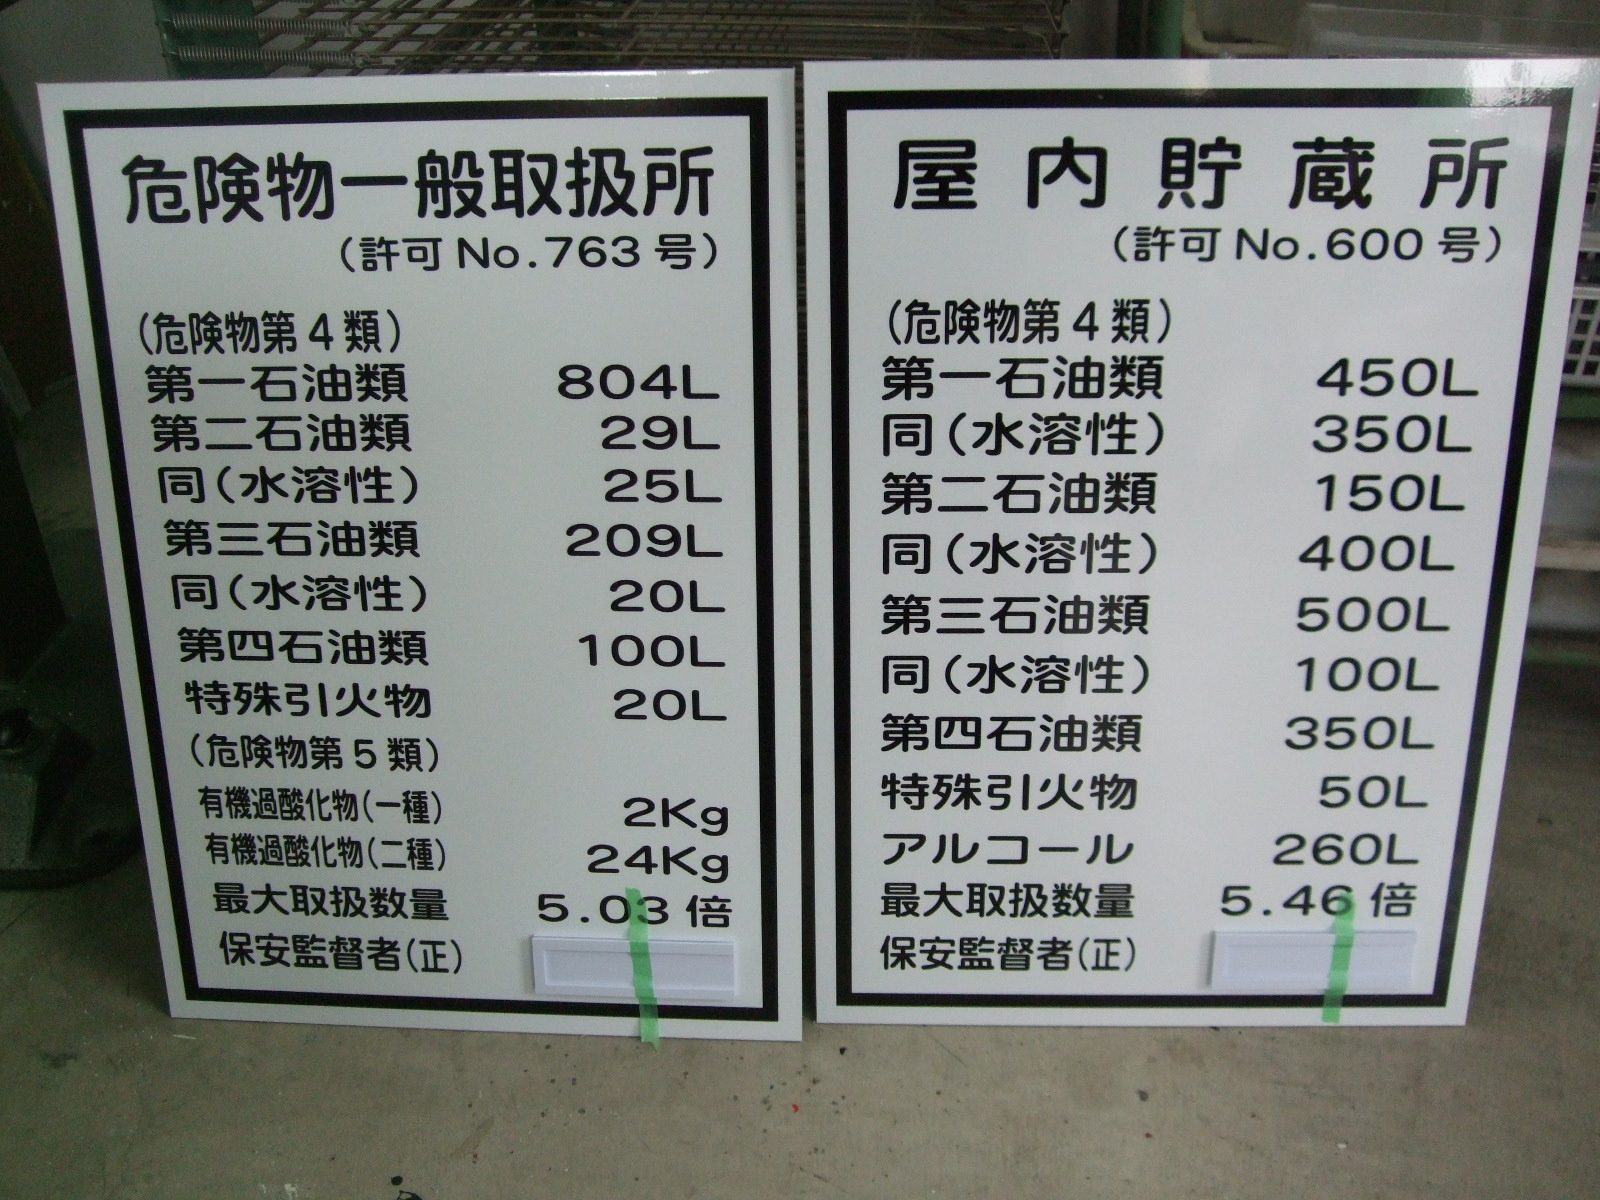 危険物一般取扱所
(許可No.763号)
(危険物第4類)
第一石油類 804L
第二石油類 29L
同(水溶性) 25L
第三石油類 209L
同(水溶性) 20L
第四石油類 100L
特殊引火物 20L
(危険物第5類)
有機過酸化物(一種) 2Kg
有機過酸化物(二種) 24Kg
最大取扱数量 5.03倍
保安監督者(正)
屋内貯蔵所
(許可No.600号)
(危険物第4類)
第一石油類 450L
同(水溶性) 350L
第二石油類 150L
同(水溶性) 400L
第三石油類 500L
同(水溶性) 100L
第四石油類 350L
特殊引火物 50L
アルコール 260L
最大取扱数量 5.46倍
保安監督者(正)